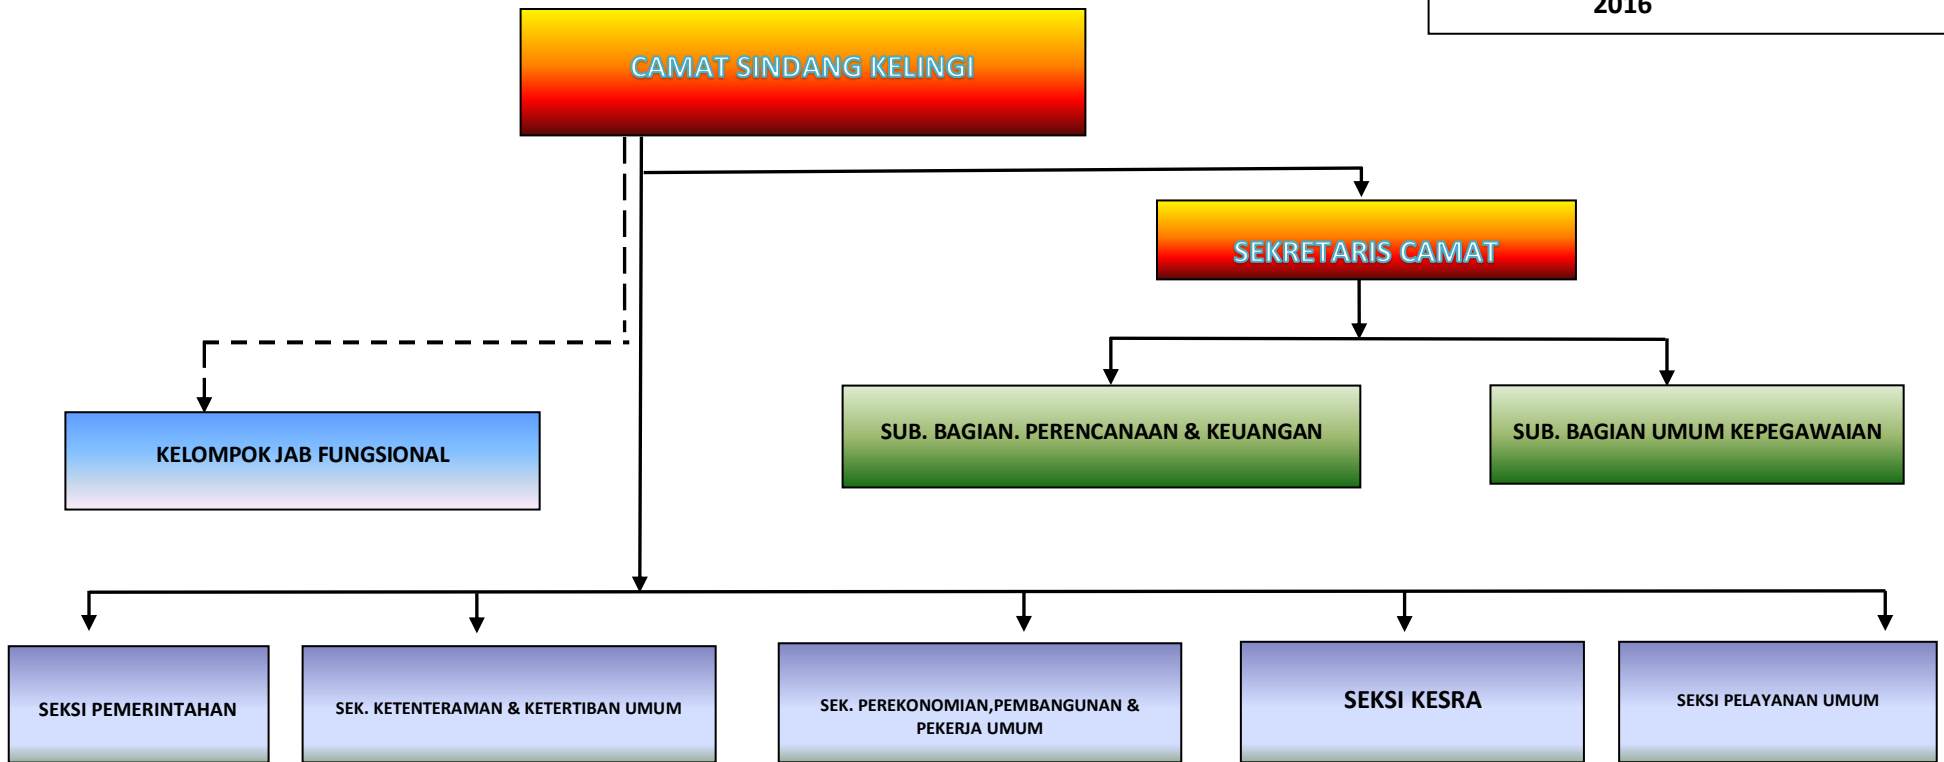 2016
CAMAT SINDANG KELINGI
SEKRETARIS CAMAT
SUB. BAGIAN. PERENCANAAN & KEUANGAN
SUB. BAGIAN UMUM KEPEGAWAIAN
KELOMPOK JAB FUNGSIONAL
SEKSI PEMERINTAHAN
SEK. KETENTERAMAN & KETERTIBAN UMUM
SEK. PEREKONOMIAN,PEMBANGUNAN &
PEKERJA UMUM
SEKSI KESRA
SEKSI PELAYANAN UMUM